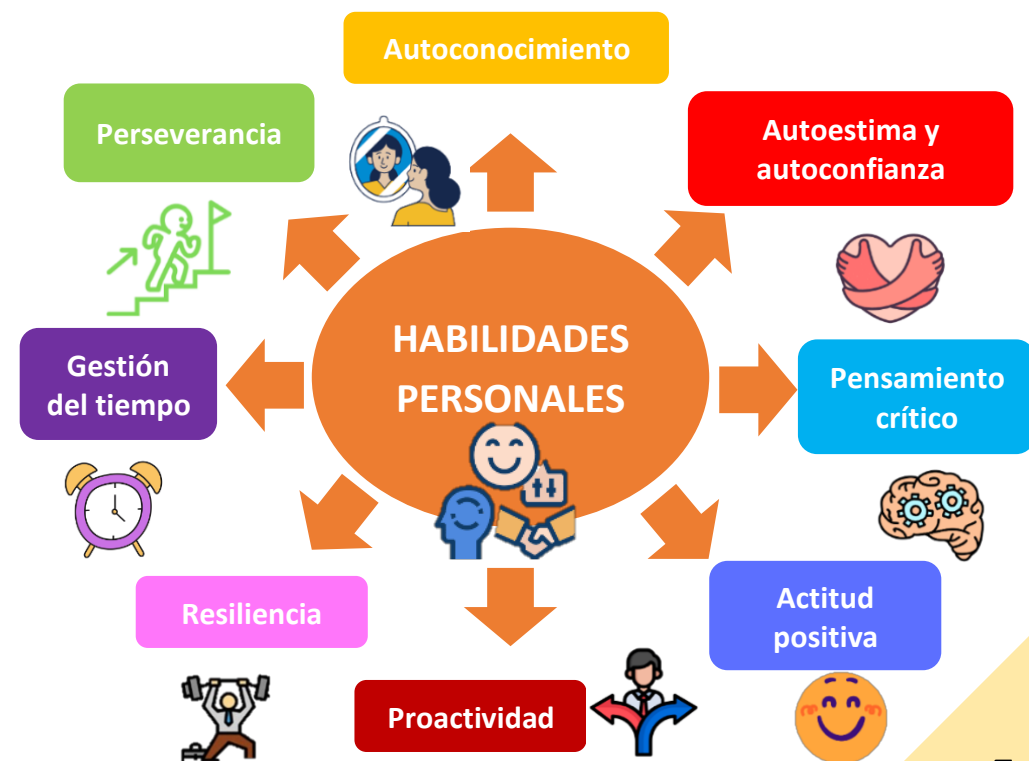 Autoconocimiento
Perseverancia
Autoestima y
autoconfianza
HABILIDADES
PERSONALES
Gestión
del tiempo
Pensamiento
crítico
Resiliencia
Actitud
positiva
Proactividad